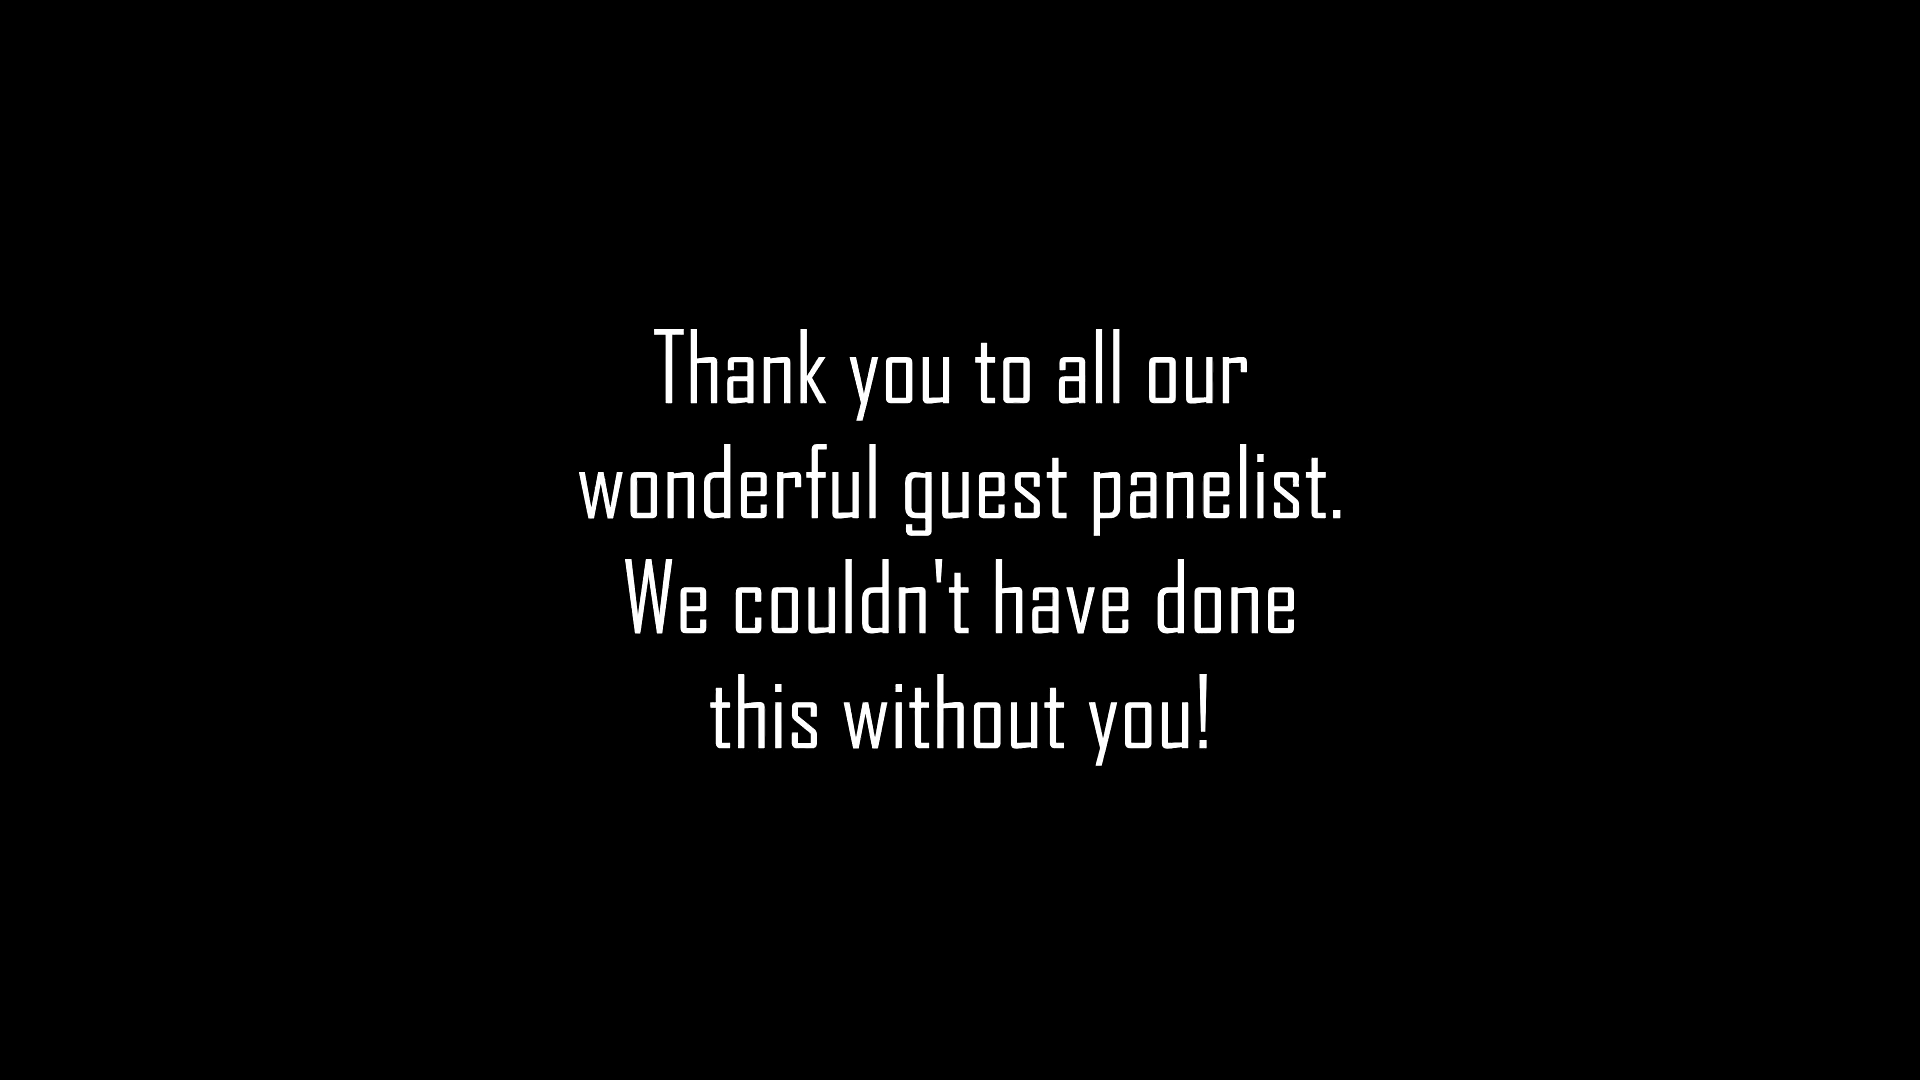 Thank you to all our
wonderful guest panelist.
We couldn't have done
this without you!